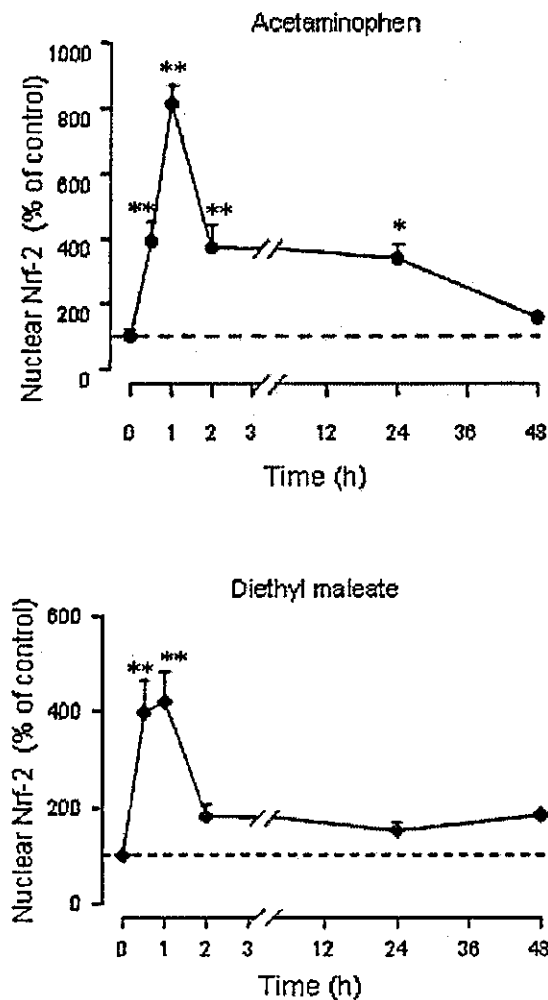 Acetaminophen
Nuclear Nrf-2 (% of control)
1000
800
600
400
200
0
**
**
**
*
0 1 2 3 12 24 36 48
Time (h)
Diethyl maleate
Nuclear Nrf-2 (% of control)
600
400
200
0
**
**
0 1 2 3 12 24 36 48
Time (h)